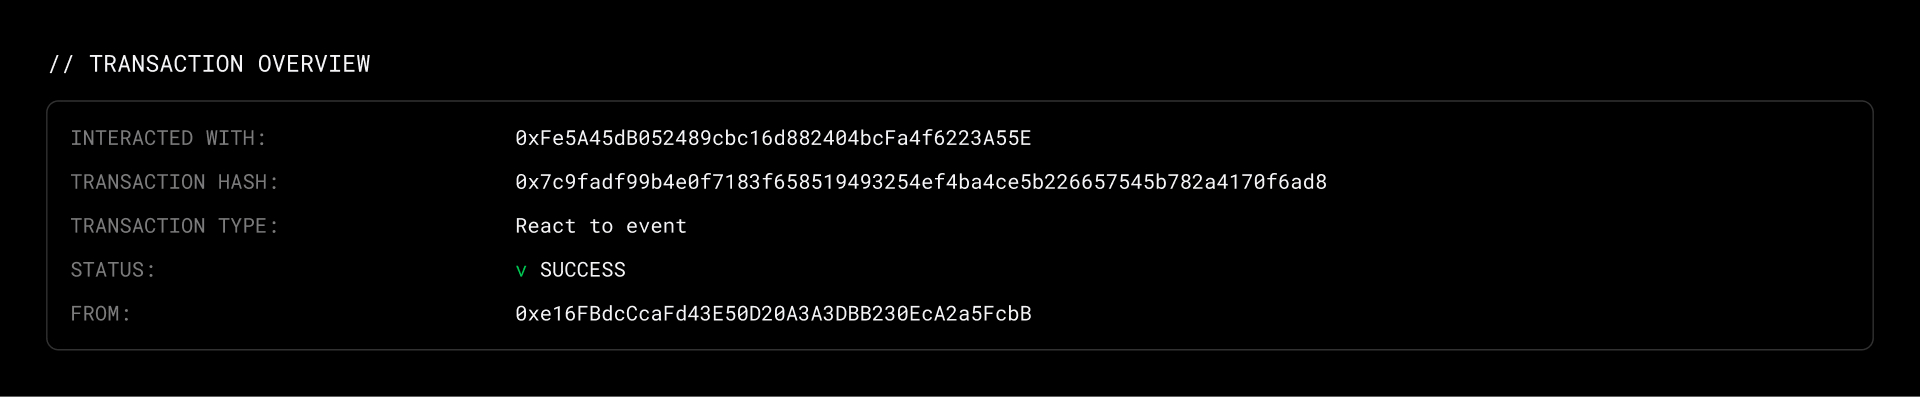 // TRANSACTION OVERVIEW
INTERACTED WITH: 0xFe5A45dB052489cbc16d882404bcFa4f6223A55E
TRANSACTION HASH: 0x7c9fadf99b4e0f7183f658519493254ef4ba4ce5b226657545b782a4170f6ad8
TRANSACTION TYPE: React to event
STATUS: v SUCCESS
FROM: 0xe16FBdcCcaFd43E50D20A3A3DBB230EcA2a5FcbB